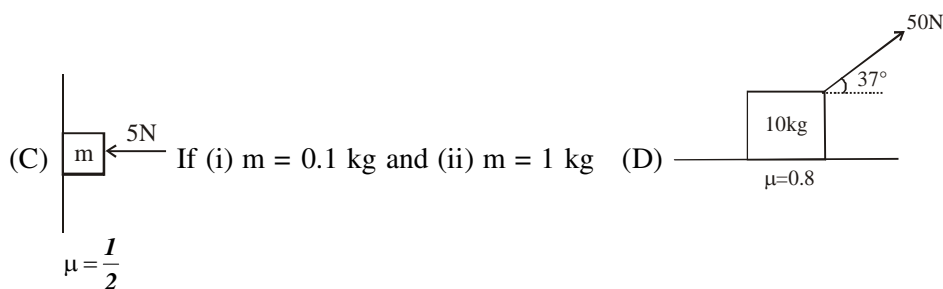 50N
37°
10kg
(C) m 5N If (i) m = 0.1 kg and (ii) m = 1 kg (D)
μ=0.8
μ = 1/2